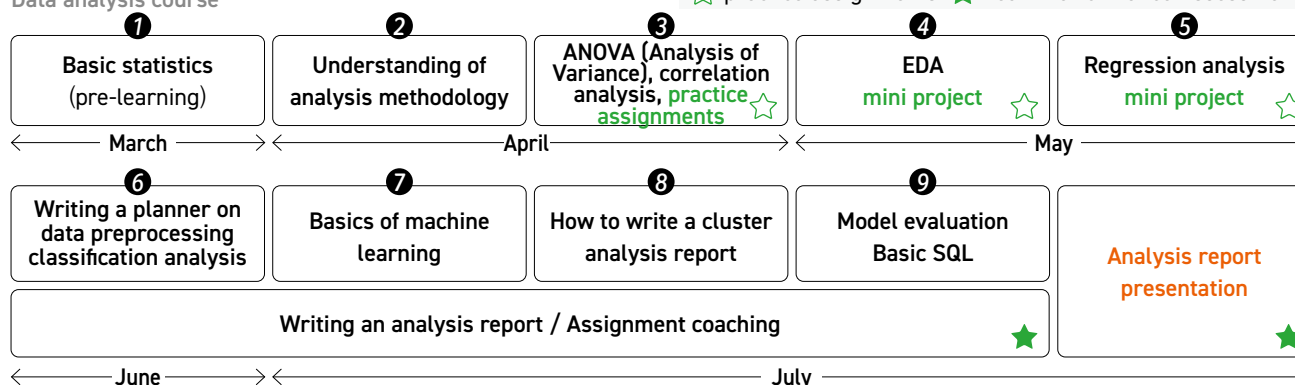 Data analysis course
1
2
3
4
5
Basic statistics
(pre-learning)
Understanding of
analysis methodology
ANOVA (Analysis of
Variance), correlation
analysis, practice
assignments
EDA
mini project
Regression analysis
mini project
March
April
May
6
7
8
9
Writing a planner on
data preprocessing
classification analysis
Basics of machine
learning
How to write a cluster
analysis report
Model evaluation
Basic SQL
Analysis report
presentation
Writing an analysis report / Assignment coaching
June
July